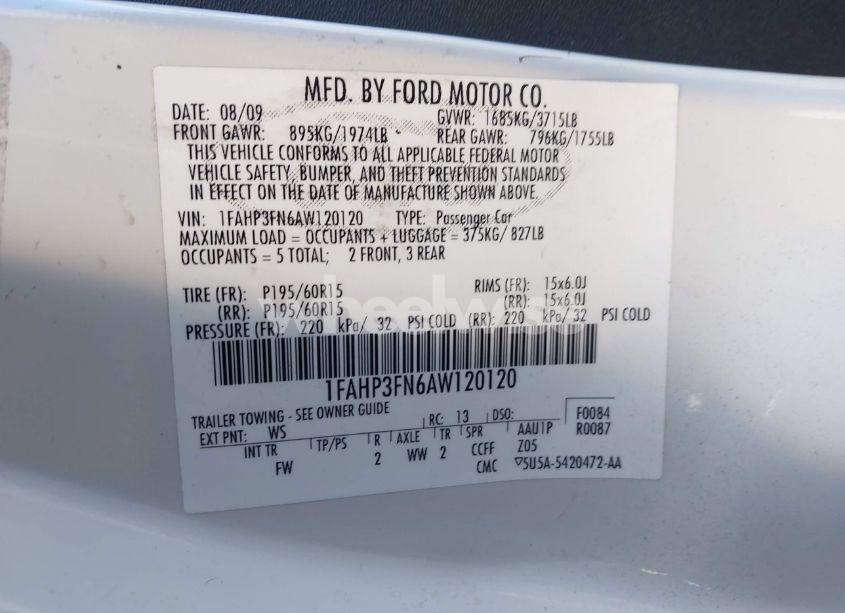 MFD. BY FORD MOTOR CO.
DATE: 08/09 GVWR: 1685KG/3715LB
FRONT GAWR: 895KG/1974LB REAR GAWR: 796KG/1755LB
THIS VEHICLE CONFORMS TO ALL APPLICABLE FEDERAL MOTOR
VEHICLE SAFETY, BUMPER, AND THEFT PREVENTION STANDARDS
IN EFFECT ON THE DATE OF MANUFACTURE SHOWN ABOVE.
VIN: 1FAHP3FN6AW120120 TYPE: Passenger Car
MAXIMUM LOAD = OCCUPANTS + LUGGAGE = 375KG/ 827LB
OCCUPANTS = 5 TOTAL; 2 FRONT, 3 REAR
TIRE (FR): P195/60R15 RIMS (FR): 15x6.0J
(RR): P195/60R15 (RR): 15x6.0J
PRESSURE (FR): 220 kPa/ 32 PSI COLD (RR): 220 kPa/ 32 PSI COLD
1FAHP3FN6AW120120
TRAILER TOWING - SEE OWNER GUIDE RC: 13 DSO: F0084
EXT PNT: WS R0087
INT TR TP/PS R AXLE TR SPR AAU1P
FW 2 WW 2 CCFF Z05
CMC ▽5U5A-5420472-AA